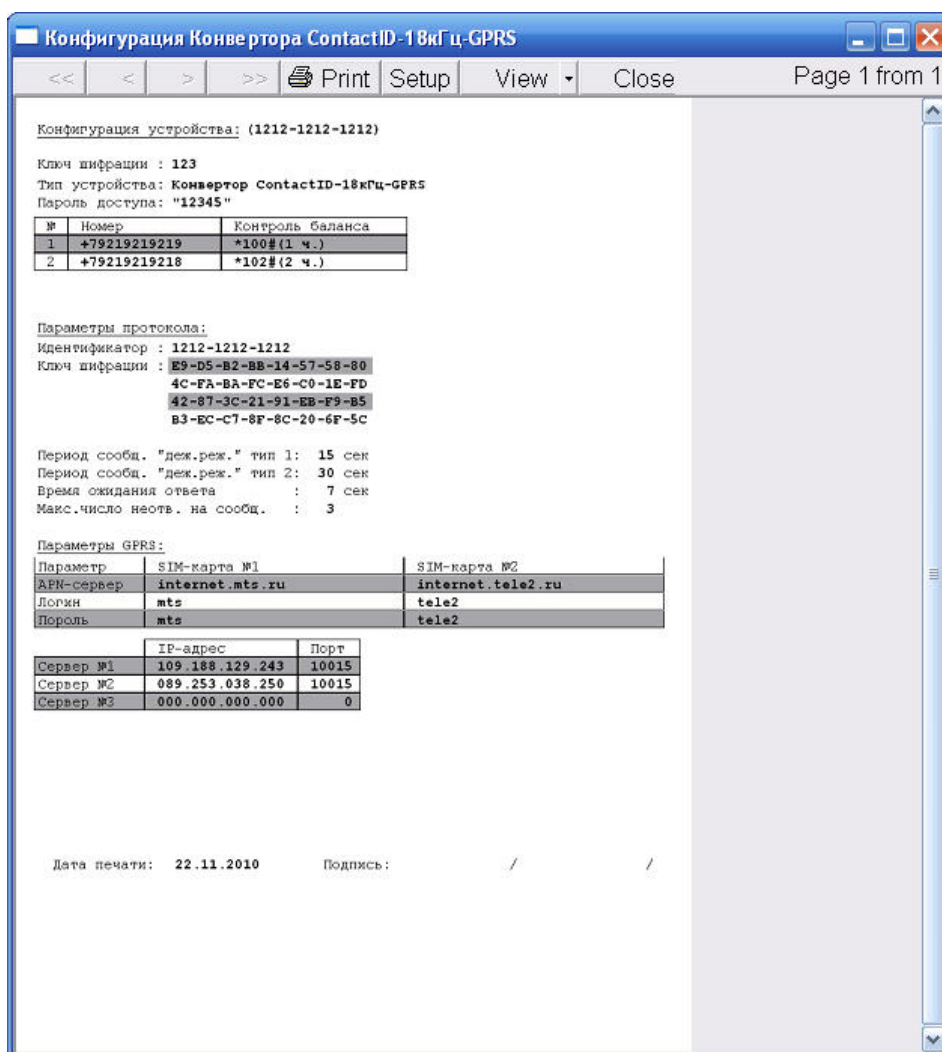 Конфигурация Конвертора ContactID-18кГц-GPRS
<< < > >> Print Setup View Close Page 1 from 1
Конфигурация устройства: (1212-1212-1212)
Ключ шифрации : 123
Тип устройства: Конвертор ContactID-18кГц-GPRS
Пароль доступа: "12345"
№ Номер Контроль баланса
1 +79219219219 *100#(1 ч.)
2 +79219219218 *102#(2 ч.)
Параметры протокола:
Идентификатор : 1212-1212-1212
Ключ шифрации : E9-D5-B2-BB-14-57-58-80
4C-FA-BA-FC-E6-C0-1E-FD
42-87-3C-21-91-EB-F9-B5
B3-EC-C7-8F-8C-20-6F-5C
Период сообщ. "деж.реж." тип 1: 15 сек
Период сообщ. "деж.реж." тип 2: 30 сек
Время ожидания ответа : 7 сек
Макс.число неотв. на сообщ. : 3
Параметры GPRS:
Параметр SIM-карта №1 SIM-карта №2
APN-сервер internet.mts.ru internet.tele2.ru
Логин mts tele2
Пороль mts tele2
IP-адрес Порт
Сервер №1 109.188.129.243 10015
Сервер №2 089.253.038.250 10015
Сервер №3 000.000.000.000 0
Дата печати: 22.11.2010 Подпись: / /